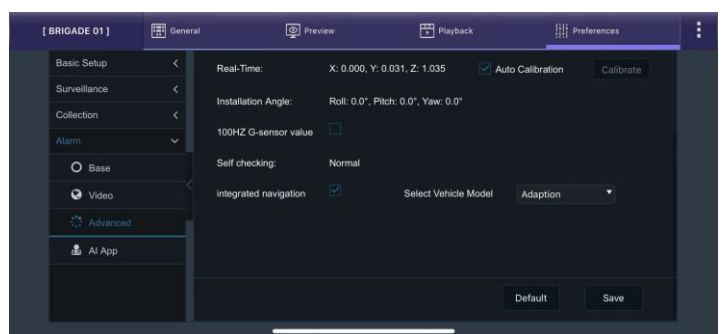 [ BRIGADE 01 ] General Preview Playback Preferences
Basic Setup
Surveillance
Collection
Alarm
Base
Video
Advanced
AI App
Real-Time: X: 0.000, Y: 0.031, Z: 1.035 Auto Calibration Calibrate
Installation Angle: Roll: 0.0°, Pitch: 0.0°, Yaw: 0.0°
100HZ G-sensor value
Self checking: Normal
integrated navigation Select Vehicle Model Adaption
Default Save